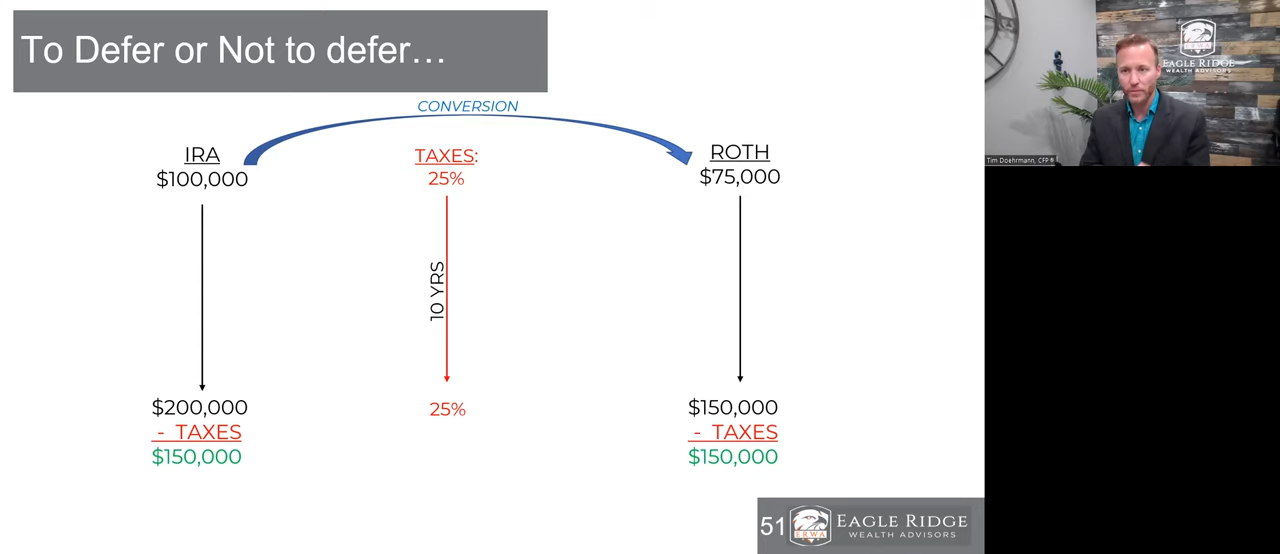 To Defer or Not to defer…
CONVERSION
IRA
$100,000
TAXES:
25%
ROTH
$75,000
10 YRS
$200,000
- TAXES
$150,000
25%
$150,000
- TAXES
$150,000
51
ERWA
EAGLE RIDGE
WEALTH ADVISORS
ERWA
EAGLE RIDGE
WEALTH ADVISORS
Tim Doehrmann, CFP®